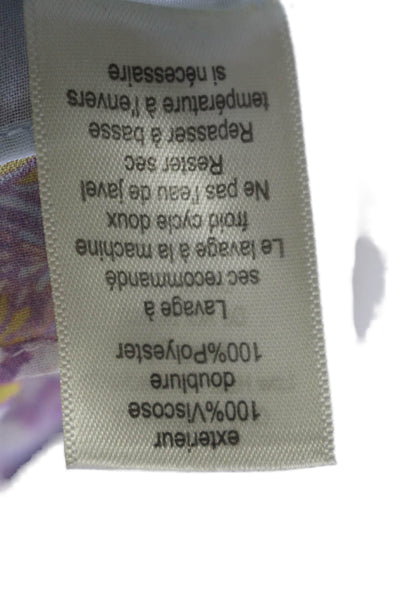 exterieur
100%Viscose
doublure
100%Polyester
Lavage à
sec recommandé
Le lavage à la machine
froid cycle doux
Ne pas l'eau de javel
Rester sec
Repasser à basse
température à l'envers
si nécessaire